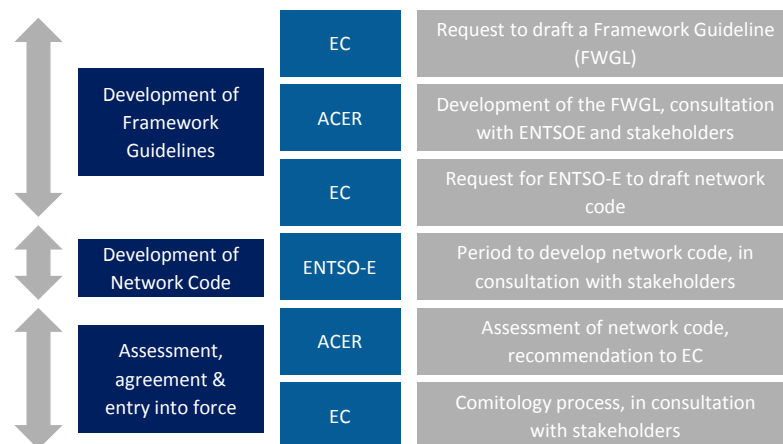 EC
Request to draft a Framework Guideline
(FWGL)
Development of
Framework
Guidelines
ACER
Development of the FWGL, consultation
with ENTSOE and stakeholders
EC
Request for ENTSO-E to draft network
code
Development of
Network Code
ENTSO-E
Period to develop network code, in
consultation with stakeholders
Assessment,
agreement &
entry into force
ACER
Assessment of network code,
recommendation to EC
EC
Comitology process, in consultation
with stakeholders